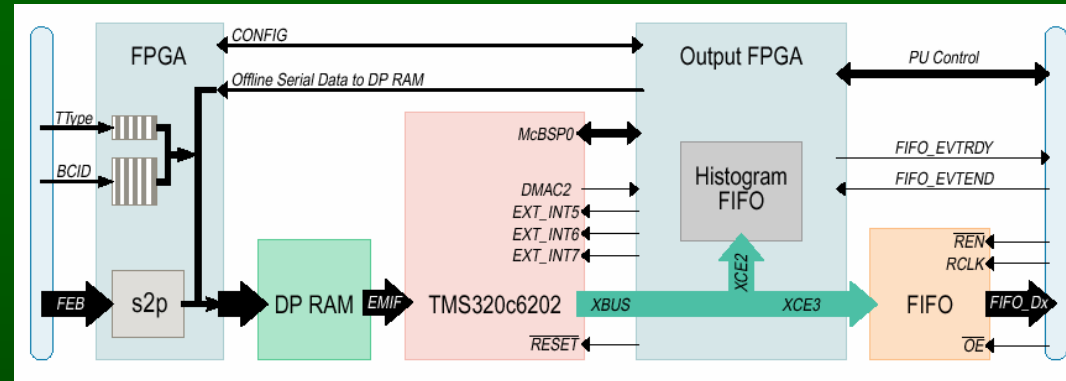 FPGA
CONFIG
Output FPGA
PU Control
Offline Serial Data to DP RAM
TType
BCID
McBSP0
FIFO_EVTRDY
FIFO_EVTEND
Histogram
FIFO
DMAC2
EXT_INT5
EXT_INT6
EXT_INT7
REN
RCLK
FEB
s2p
DP RAM
EMIF
TMS320c6202
XBUS
XCE2
XCE3
FIFO
FIFO_Dx
RESET
OE